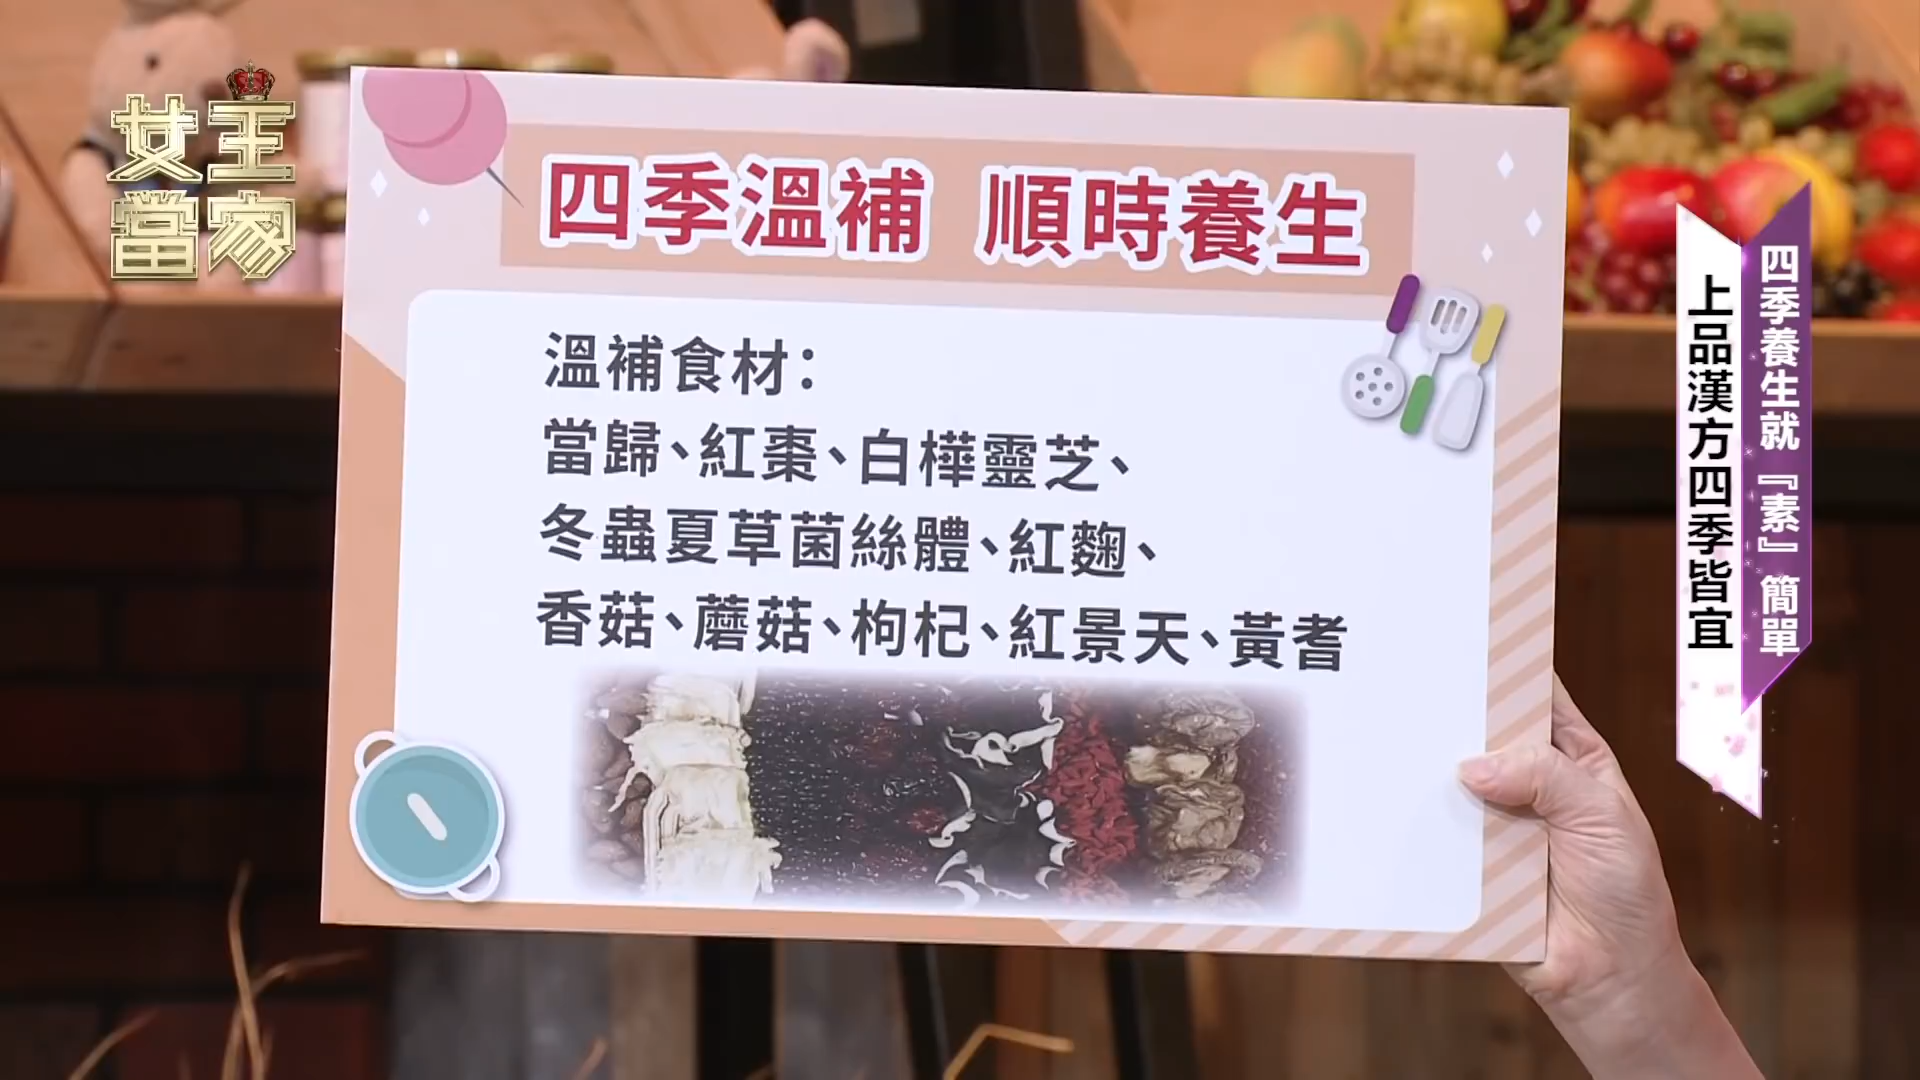 女王
當家
四季溫補 順時養生
溫補食材：
當歸、紅棗、白樺靈芝、
冬蟲夏草菌絲體、紅麴、
香菇、蘑菇、枸杞、紅景天、黃耆
四季養生就『素』簡單
上品漢方四季皆宜